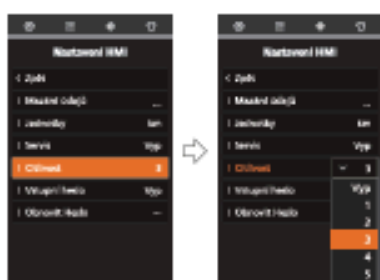 Nastavení HMI
< Zpět
| Mazání údajů ...
| Jednotky km
| Servis Vyp
| Citlivost 3
| Vstupní heslo Vyp
| Obnovit Heslo ...
Nastavení HMI
< Zpět
| Mazání údajů ...
| Jednotky km
| Servis Vyp
| Citlivost 3
| Vstupní heslo Vyp
| Obnovit Heslo 1
2
3
4
5